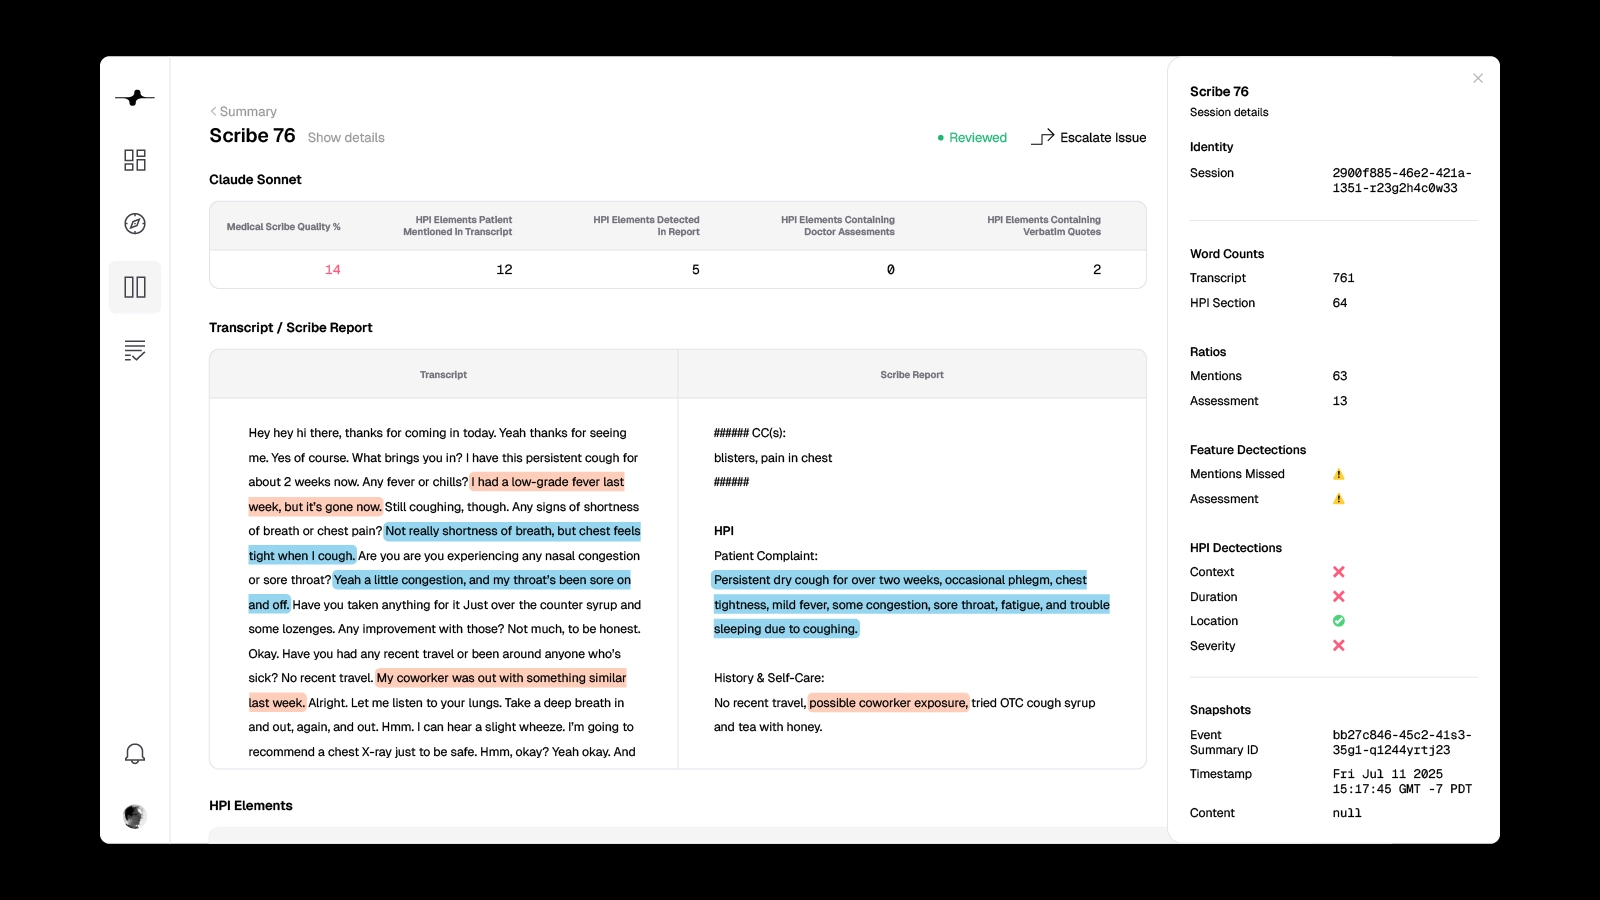 Summary
Scribe 76 Show details
Reviewed Escalate Issue
Claude Sonnet
Medical Scribe Quality %
HPI Elements Patient
Mentioned In Transcript
HPI Elements Detected
In Report
HPI Elements Containing
Doctor Assesments
HPI Elements Containing
Verbatim Quotes
14 12 5 0 2
Transcript / Scribe Report
Transcript
Hey hey hi there, thanks for coming in today. Yeah thanks for seeing
me. Yes of course. What brings you in? I have this persistent cough for
about 2 weeks now. Any fever or chills? I had a low-grade fever last
week, but it's gone now. Still coughing, though. Any signs of shortness
of breath or chest pain? Not really shortness of breath, but chest feels
tight when I cough. Are you are you experiencing any nasal congestion
or sore throat? Yeah a little congestion, and my throat's been sore on
and off. Have you taken anything for it Just over the counter syrup and
some lozenges. Any improvement with those? Not much, to be honest.
Okay. Have you had any recent travel or been around anyone who's
sick? No recent travel. My coworker was out with something similar
last week. Alright. Let me listen to your lungs. Take a deep breath in
and out, again, and out. Hmm. I can hear a slight wheeze. I'm going to
recommend a chest X-ray just to be safe. Hmm, okay? Yeah okay. And
Scribe Report
###### CC(s):
blisters, pain in chest
######
HPI
Patient Complaint:
Persistent dry cough for over two weeks, occasional phlegm, chest
tightness, mild fever, some congestion, sore throat, fatigue, and trouble
sleeping due to coughing.
History & Self-Care:
No recent travel, possible coworker exposure, tried OTC cough syrup
and tea with honey.
HPI Elements
Scribe 76
Session details
Identity
Session 2900f885-46e2-421a-
1351-r23g2h4c0w33
Word Counts
Transcript 761
HPI Section 64
Ratios
Mentions 63
Assessment 13
Feature Dectections
Mentions Missed
Assessment
HPI Dectections
Context
Duration
Location
Severity
Snapshots
Event
Summary ID
bb27c846-45c2-41s3-
35g1-q1244yrtj23
Timestamp Fri Jul 11 2025
15:17:45 GMT -7 PDT
Content null